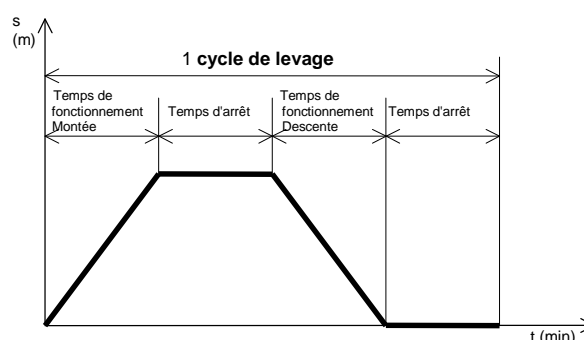 s
(m)
1 cycle de levage
Temps de
fonctionnement
Montée
Temps d'arrêt
Temps de
fonctionnement
Descente
Temps d'arrêt
t (min)